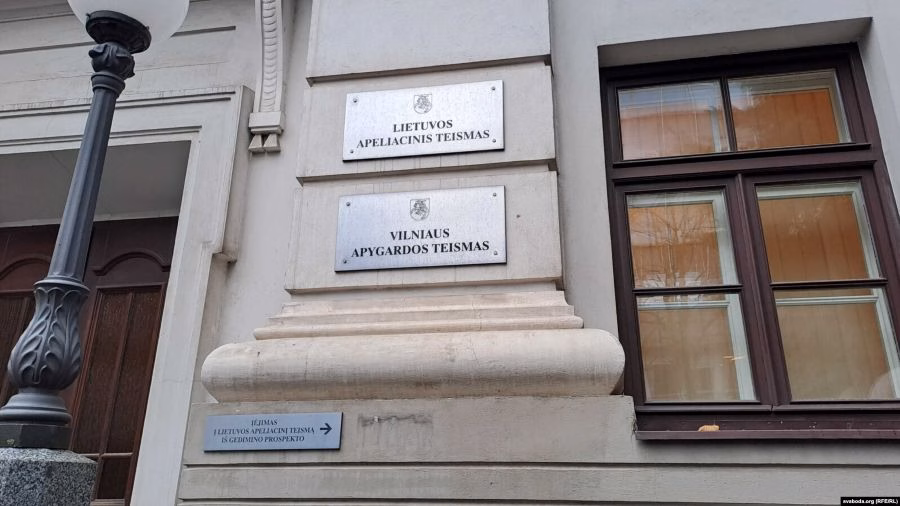 LIETUVOS
APELIACINIS TEISMAS
VILNIAUS
APYGARDOS TEISMAS
ĮĖJIMAS
Į LIETUVOS APELIACINĮ TEISMĄ
IŠ GEDIMINO PROSPEKTO
svaboda.org (RFE/RL)